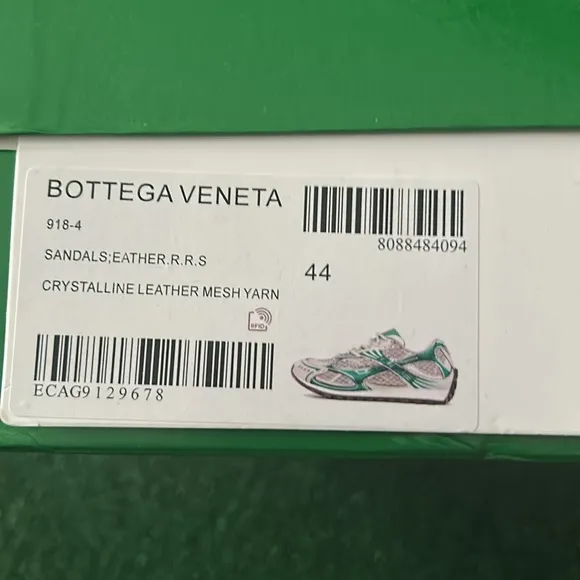 BOTTEGA VENETA
918-4
8088484094
SANDALS;EATHER.R.R.S
44
CRYSTALLINE LEATHER MESH YARN
RFID
ECAG9129678